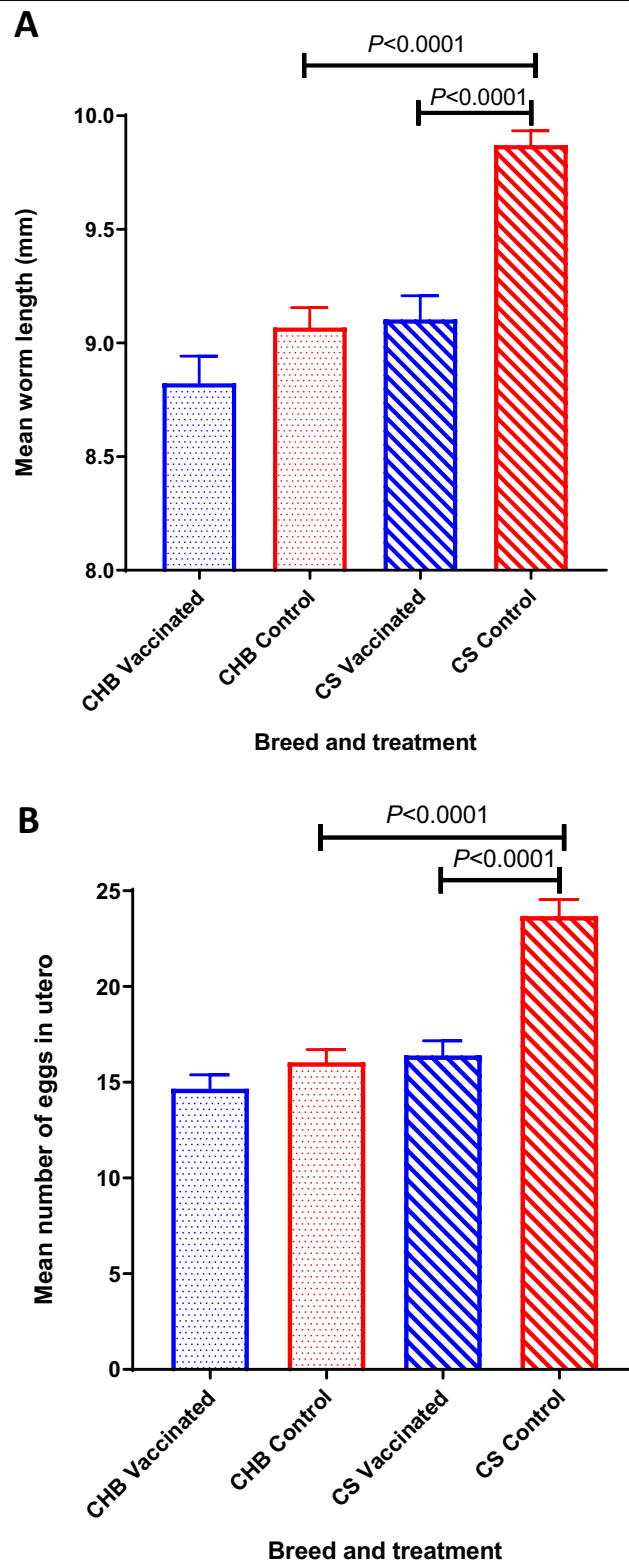 A
P<0.0001
P<0.0001
10.0
9.5
9.0
8.5
8.0
Mean worm length (mm)
CHB Vaccinated
CHB Control
CS Vaccinated
CS Control
Breed and treatment
B
P<0.0001
P<0.0001
25
20
15
10
5
0
Mean number of eggs in utero
CHB Vaccinated
CHB Control
CS Vaccinated
CS Control
Breed and treatment